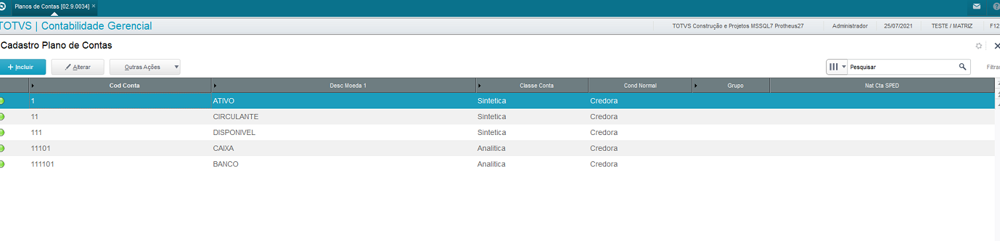 Planos de Contas [02.9.0034] ×
TOTVS | Contabilidade Gerencial TOTVS Construção e Projetos MSSQL7 Protheus27 Administrador 25/07/2021 TESTE / MATRIZ F12
Cadastro Plano de Contas
+ Incluir Alterar Outras Ações Pesquisar Filtrar
Cod Conta Desc Moeda 1 Classe Conta Cond Normal Grupo Nat Cta SPED
1 ATIVO Sintetica Credora
11 CIRCULANTE Sintetica Credora
111 DISPONIVEL Sintetica Credora
11101 CAIXA Analitica Credora
111101 BANCO Analitica Credora